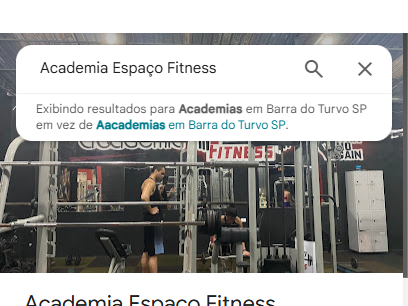 Academia Espaço Fitness
Exibindo resultados para Academias em Barra do Turvo SP
em vez de Aacademias em Barra do Turvo SP.
FITNESS
GAIN
Academia Espaço Fitness